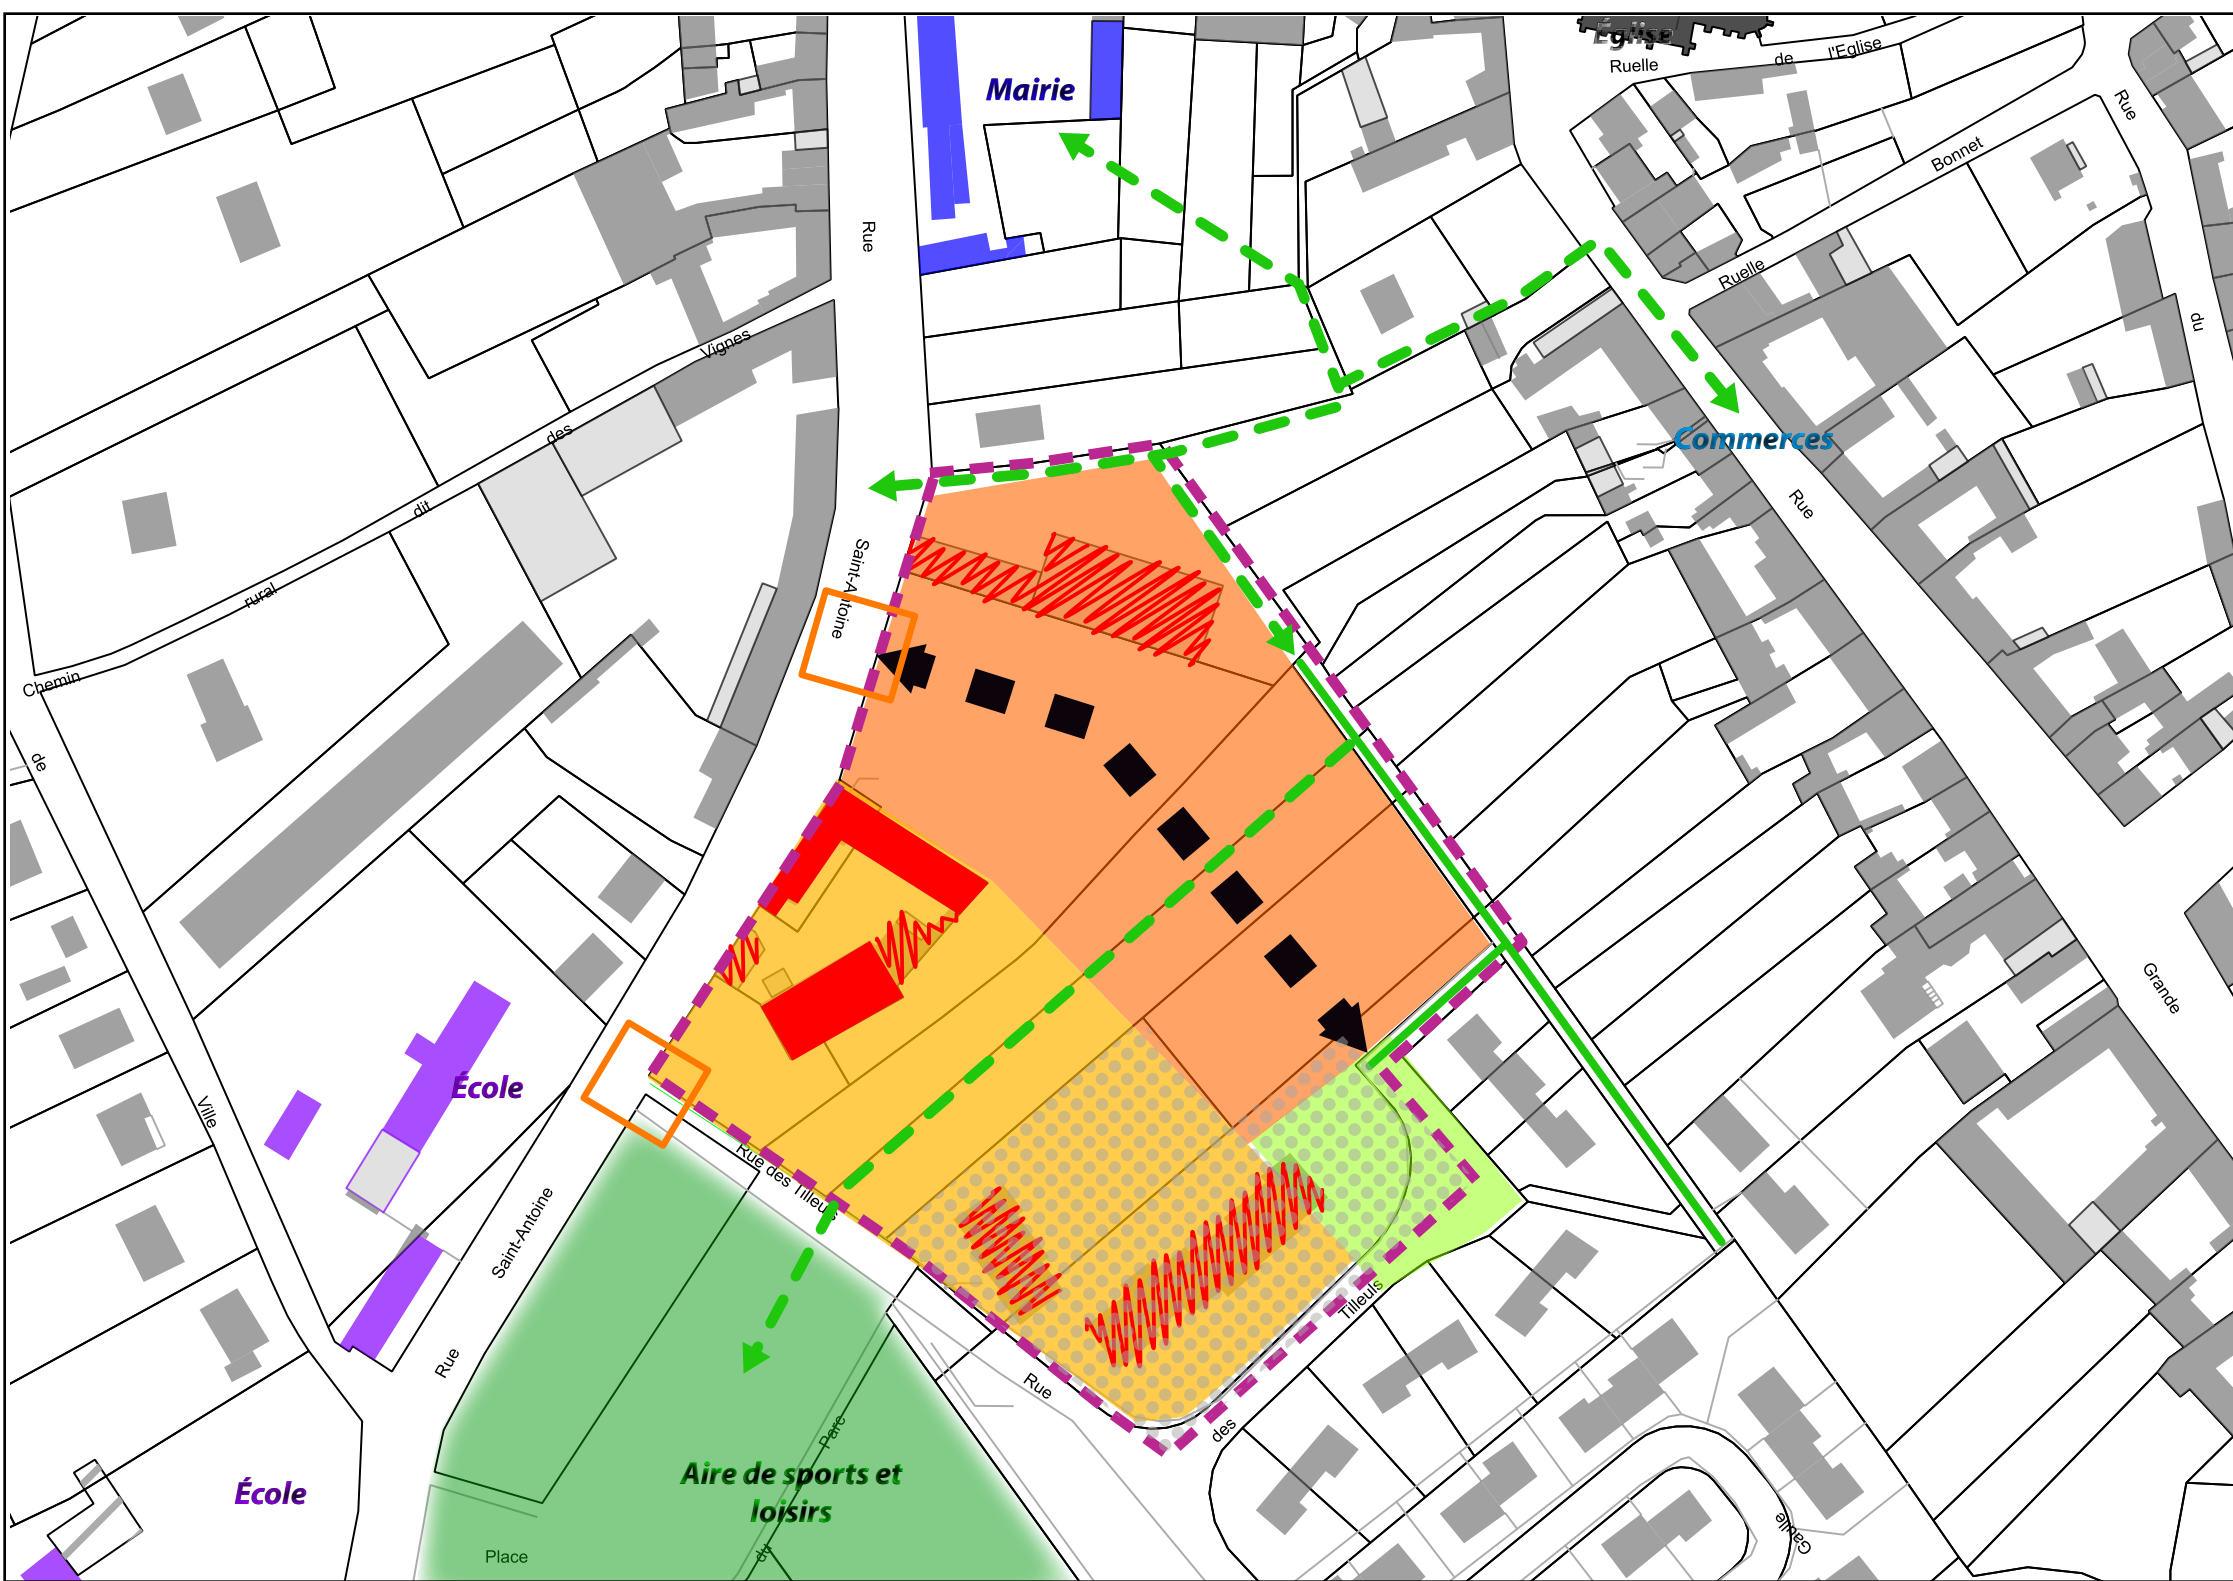 Église
Ruelle
de
l'Eglise
Mairie
Rue
Bonnet
Ruelle
Rue
du
Vignes
des
dit
rural
Chemin
de
Ville
Commerces
Rue
Grande
Saint-Antoine
École
Rue des Tilleuls
Saint-Antoine
Rue
Tilleuls
des
Rue
Parc
du
Aire de sports et
loisirs
École
Place
Gaulle